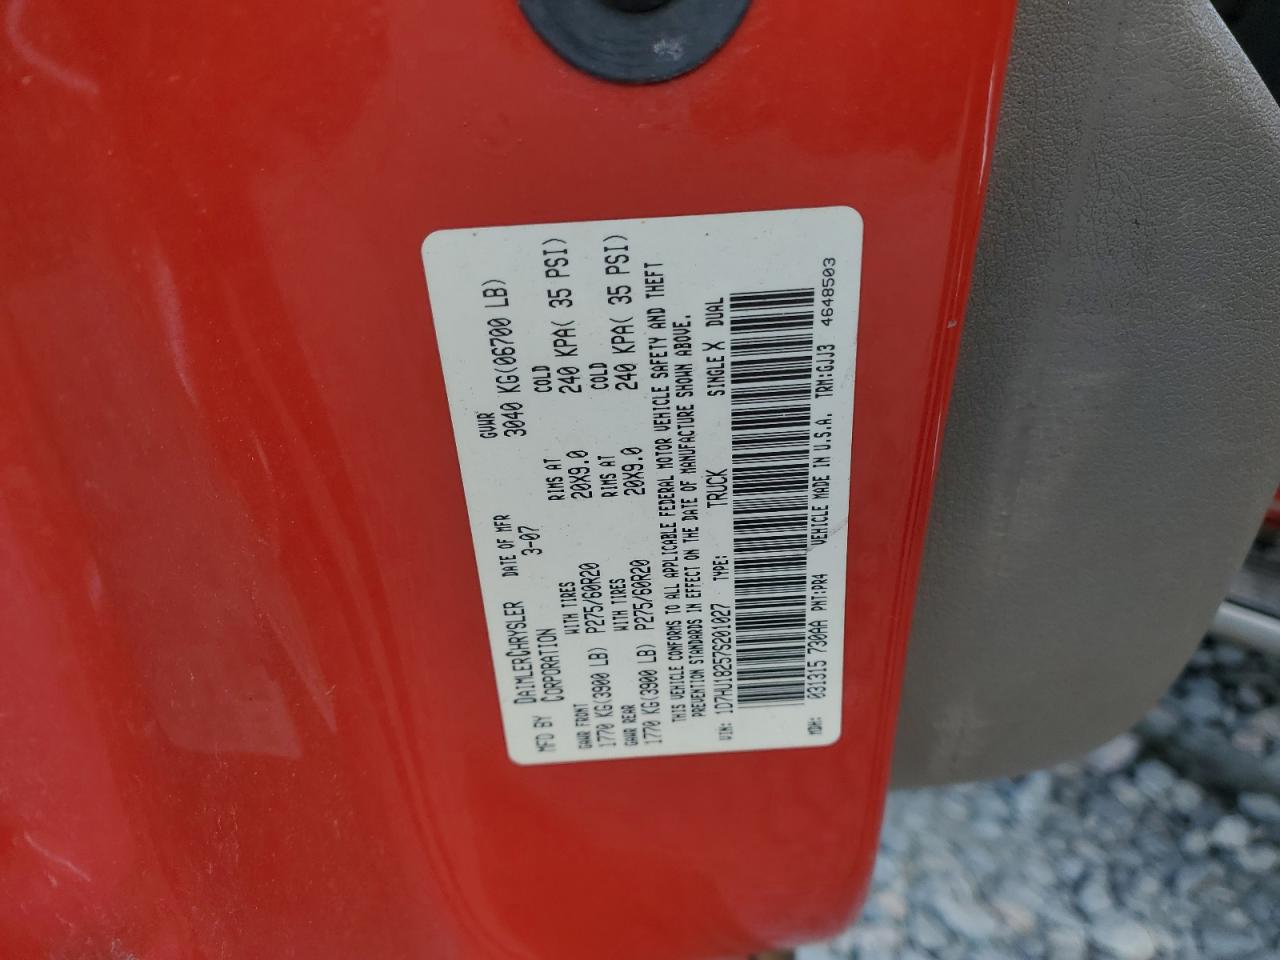 MFD BY DAIMLERCHRYSLER CORPORATION DATE OF MFR 3-07 GVWR 3040 KG(06700 LB)
GAWR FRONT WITH TIRES RIMS AT COLD
1770 KG(3900 LB) P275/60R20 20X9.0 240 KPA( 35 PSI)
GAWR REAR WITH TIRES RIMS AT COLD
1770 KG(3900 LB) P275/60R20 20X9.0 240 KPA( 35 PSI)
THIS VEHICLE CONFORMS TO ALL APPLICABLE FEDERAL MOTOR VEHICLE SAFETY AND THEFT
PREVENTION STANDARDS IN EFFECT ON THE DATE OF MANUFACTURE SHOWN ABOVE.
VIN: 1D7HU18257S201027 TYPE: TRUCK SINGLE X DUAL
MDH: 031315 730AA PNT:PR4 VEHICLE MADE IN U.S.A. TRM:GJJ3 4648503